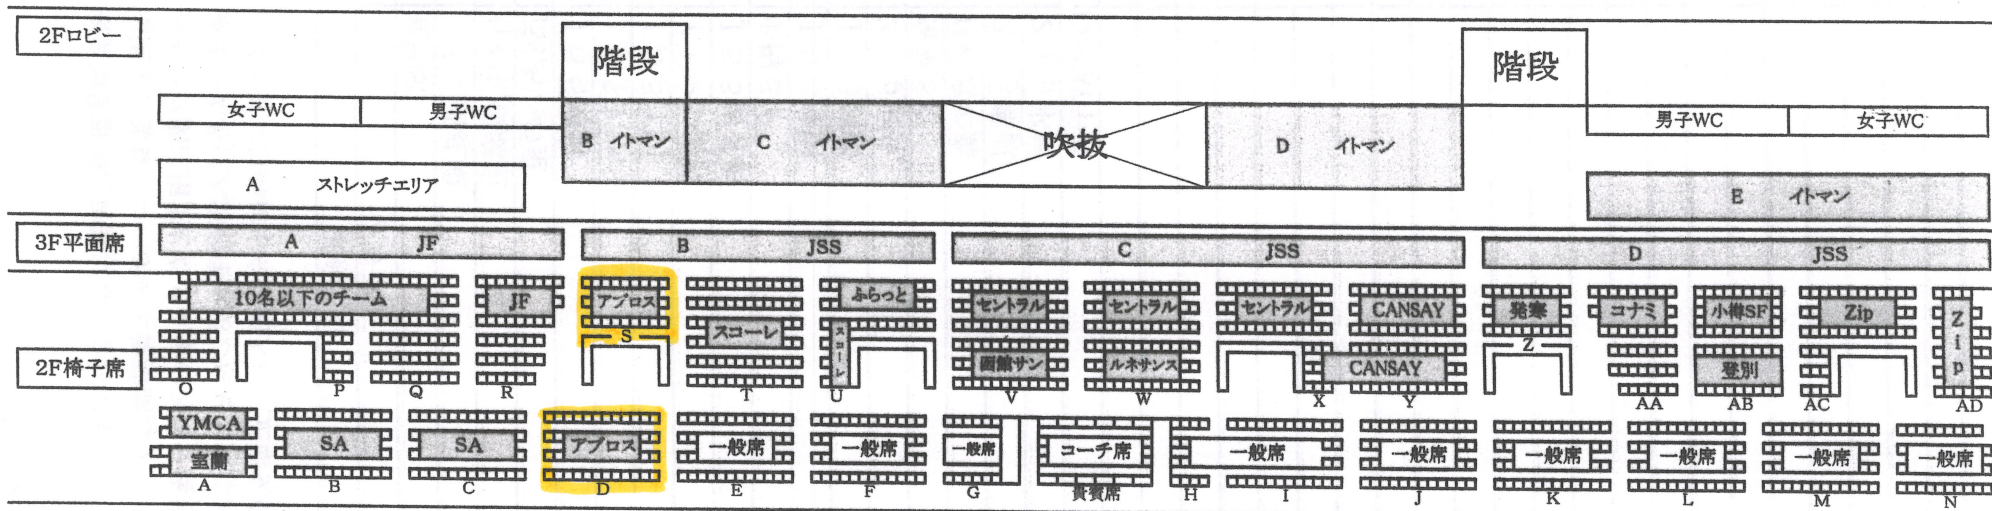 2Fロビー
階段
階段
女子WC
男子WC
B イトマン
C イトマン
吹抜
D イトマン
男子WC
女子WC
A ストレッチエリア
E イトマン
3F平面席
A JF
B JSS
C JSS
D JSS
10名以下のチーム
JF
アプロス
ふらっと
セントラル
セントラル
セントラル
CANSAY
発寒
コナミ
小樽SF
Zip
Zip
スコーレ
スコーレ
S
Z
2F椅子席
函館サン
ルネサンス
CANSAY
登別
O
P
Q
R
T
U
V
W
X
Y
AA
AB
AC
AD
YMCA
室蘭
SA
SA
アプロス
一般席
一般席
一般席
コーチ席
一般席
一般席
一般席
一般席
一般席
一般席
A
B
C
D
E
F
G
貴賓席
H
I
J
K
L
M
N